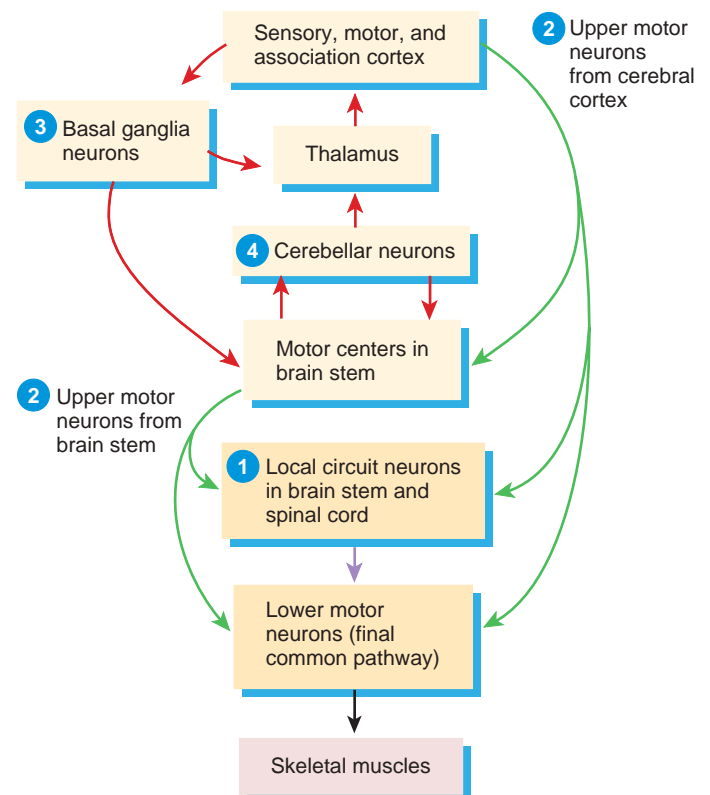 Sensory, motor, and
association cortex
2 Upper motor
neurons
from cerebral
cortex
3 Basal ganglia
neurons
Thalamus
4 Cerebellar neurons
Motor centers in
brain stem
2 Upper motor
neurons from
brain stem
1 Local circuit neurons
in brain stem and
spinal cord
Lower motor
neurons (final
common pathway)
Skeletal muscles